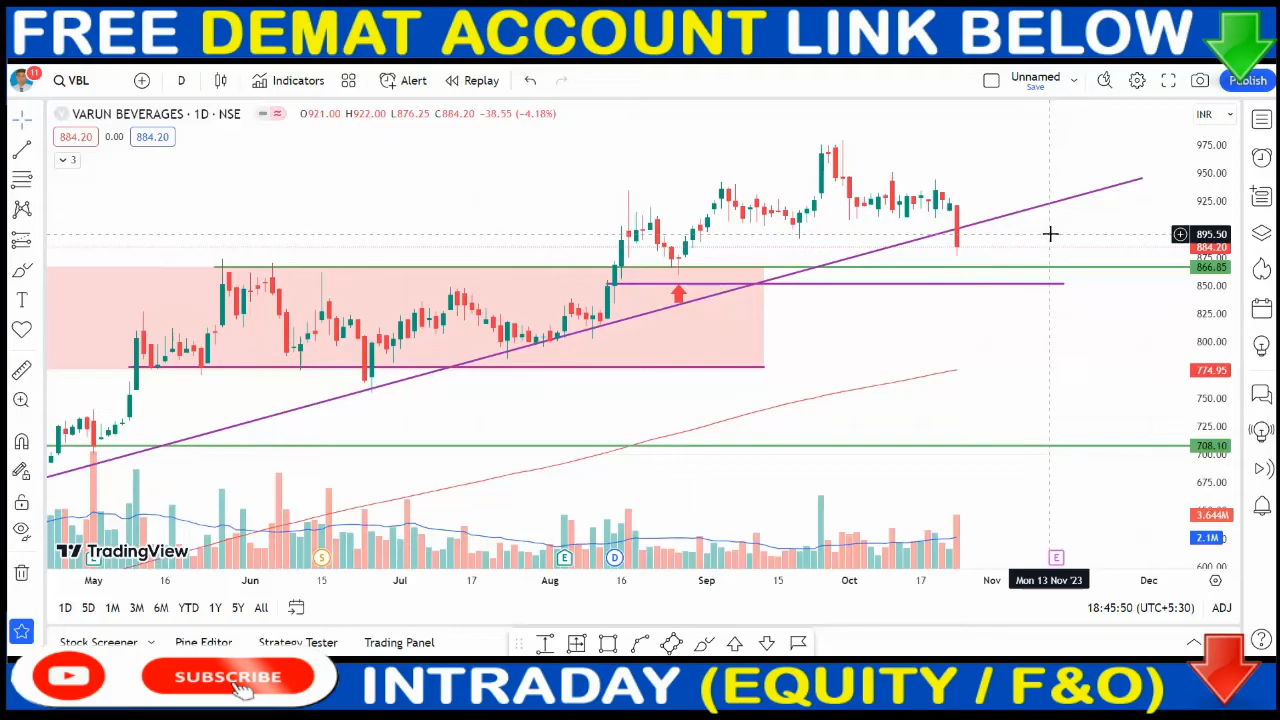 FREE DEMAT ACCOUNT LINK BELOW
11
VBL
D
Indicators
Alert
Replay
Unnamed
Save
Publish
VARUN BEVERAGES · 1D · NSE
O921.00 H922.00 L876.25 C884.20 −38.55 (−4.18%)
INR
884.20 0.00 884.20
3
975.00
950.00
925.00
895.50
884.20
875.00
866.85
850.00
825.00
800.00
774.95
750.00
725.00
708.10
700.00
675.00
650.00
625.00
3.644M
2.1M
600.00
TradingView
S
E
D
E
May 16 Jun 15 Jul 17 Aug 16 Sep 15 Oct 17 Nov Mon 13 Nov '23 Dec
1D 5D 1M 3M 6M YTD 1Y 5Y All
18:45:50 (UTC+5:30) ADJ
Stock Screener Pine Editor Strategy Tester Trading Panel
SUBSCRIBE
INTRADAY (EQUITY / F&O)